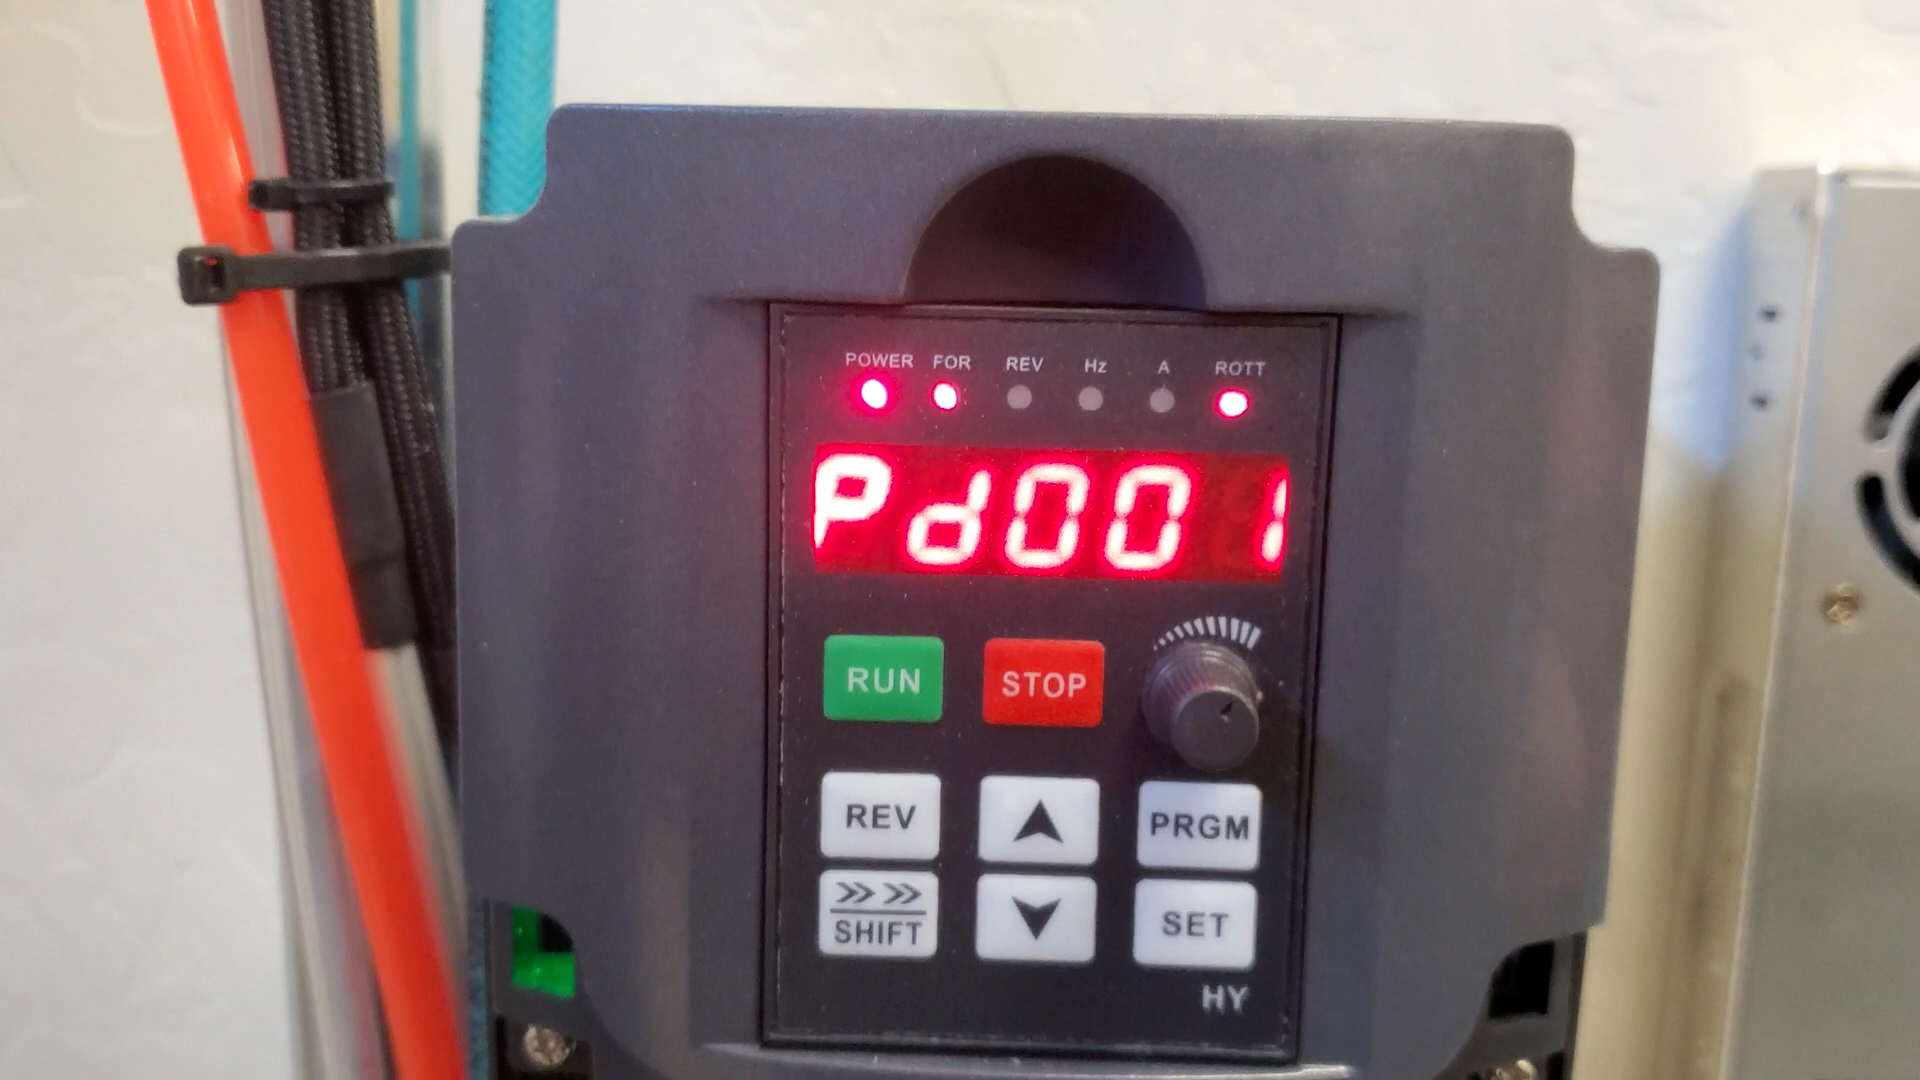 POWER FOR REV Hz A ROTT
Pd001
RUN STOP
REV PRGM
SHIFT SET
HY